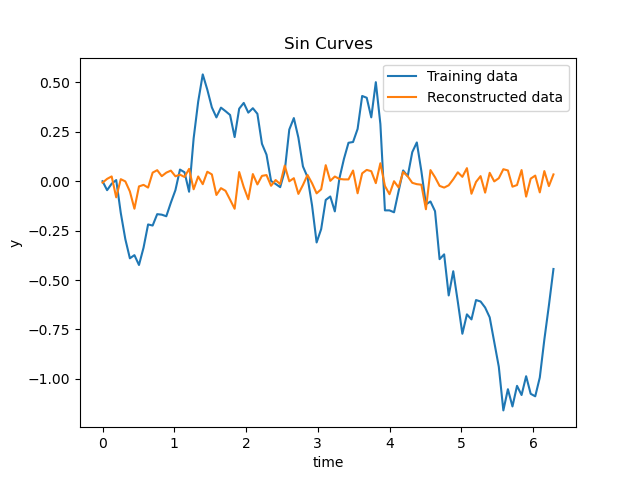 Sin Curves
Training data
Reconstructed data
y
0.50
0.25
0.00
−0.25
−0.50
−0.75
−1.00
0 1 2 3 4 5 6
time